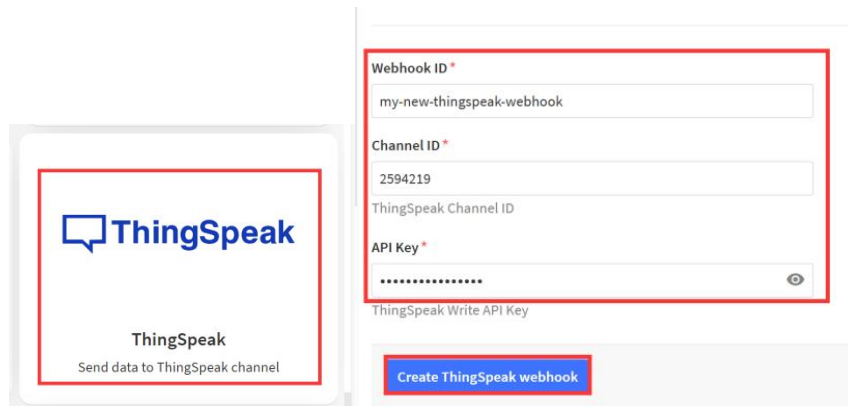 ThingSpeak
ThingSpeak
Send data to ThingSpeak channel
Webhook ID *
my-new-thingspeak-webhook
Channel ID *
2594219
ThingSpeak Channel ID
API Key *
••••••••••••••••
ThingSpeak Write API Key
Create ThingSpeak webhook